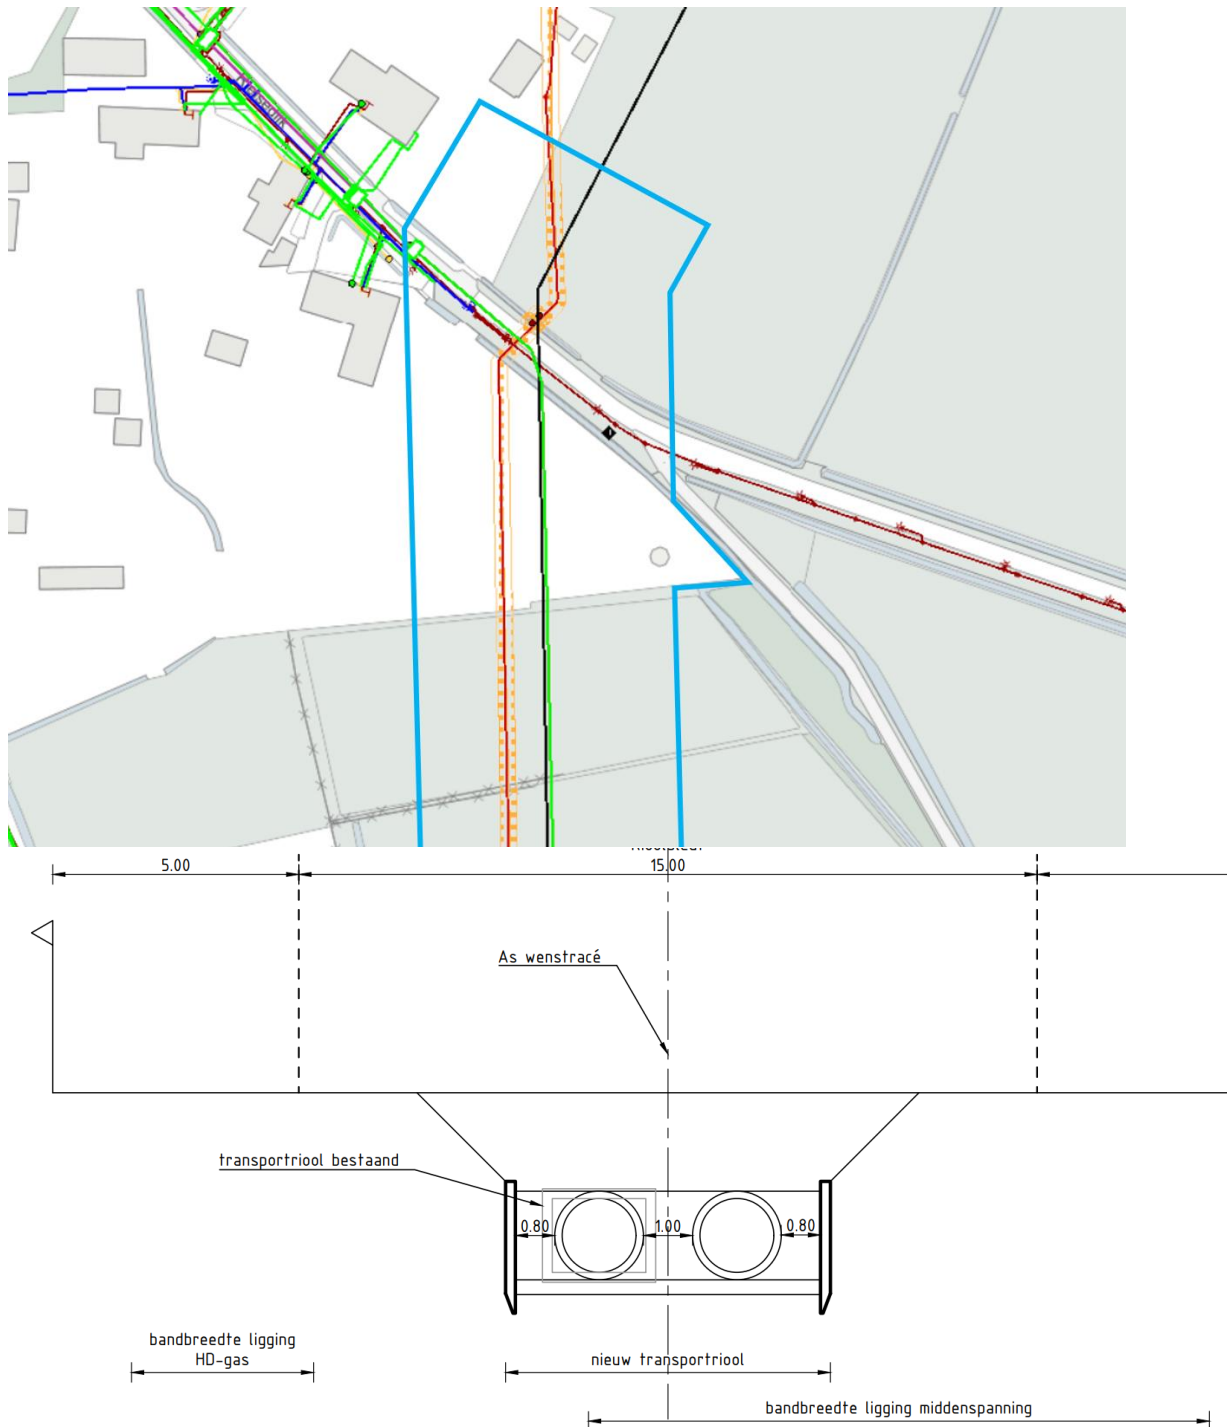 5.00
15.00
As wenstracé
transportriool bestaand
0.80
1.00
0.80
bandbreedte ligging
HD-gas
nieuw transportriool
bandbreedte ligging middenspanning